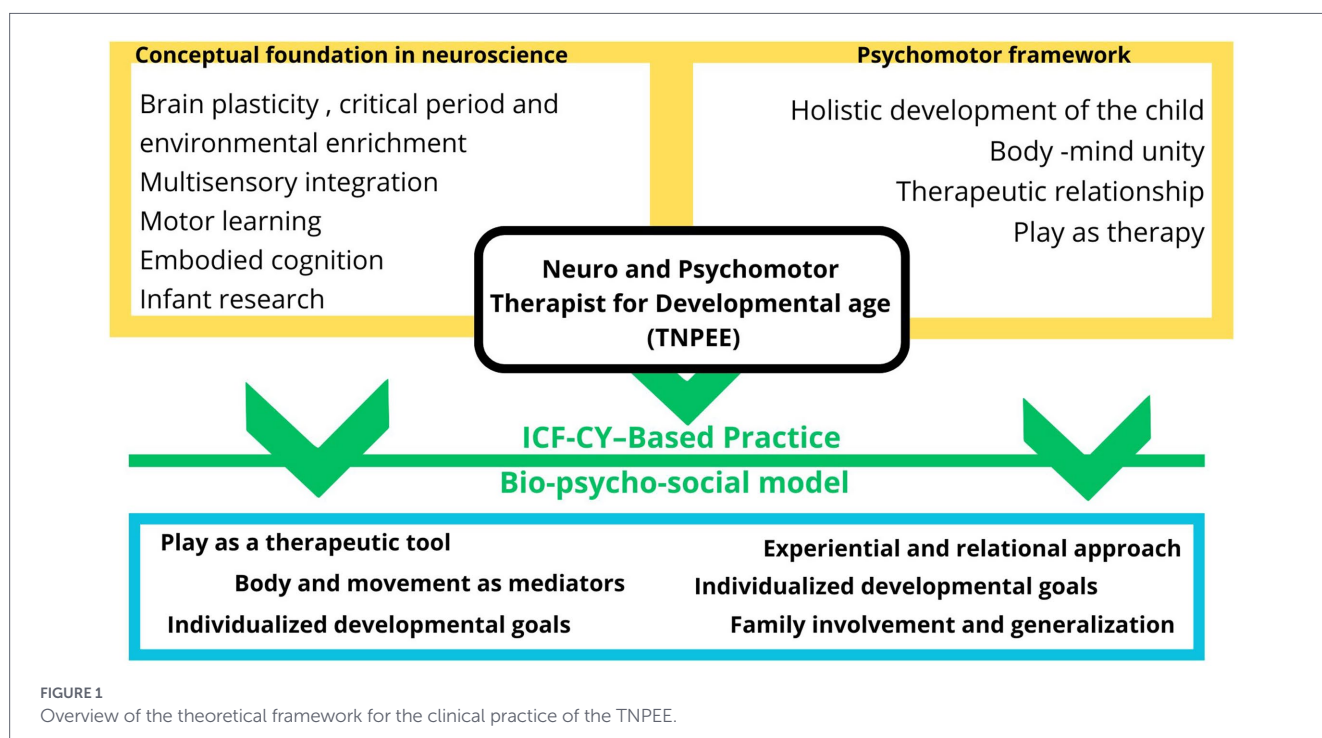 Conceptual foundation in neuroscience
Brain plasticity , critical period and
environmental enrichment
Multisensory integration
Motor learning
Embodied cognition
Infant research
Psychomotor framework
Holistic development of the child
Body -mind unity
Therapeutic relationship
Play as therapy
Neuro and Psychomotor
Therapist for Developmental age
(TNPEE)
ICF-CY–Based Practice
Bio-psycho-social model
Play as a therapeutic tool
Body and movement as mediators
Individualized developmental goals
Experiential and relational approach
Individualized developmental goals
Family involvement and generalization
FIGURE 1
Overview of the theoretical framework for the clinical practice of the TNPEE.